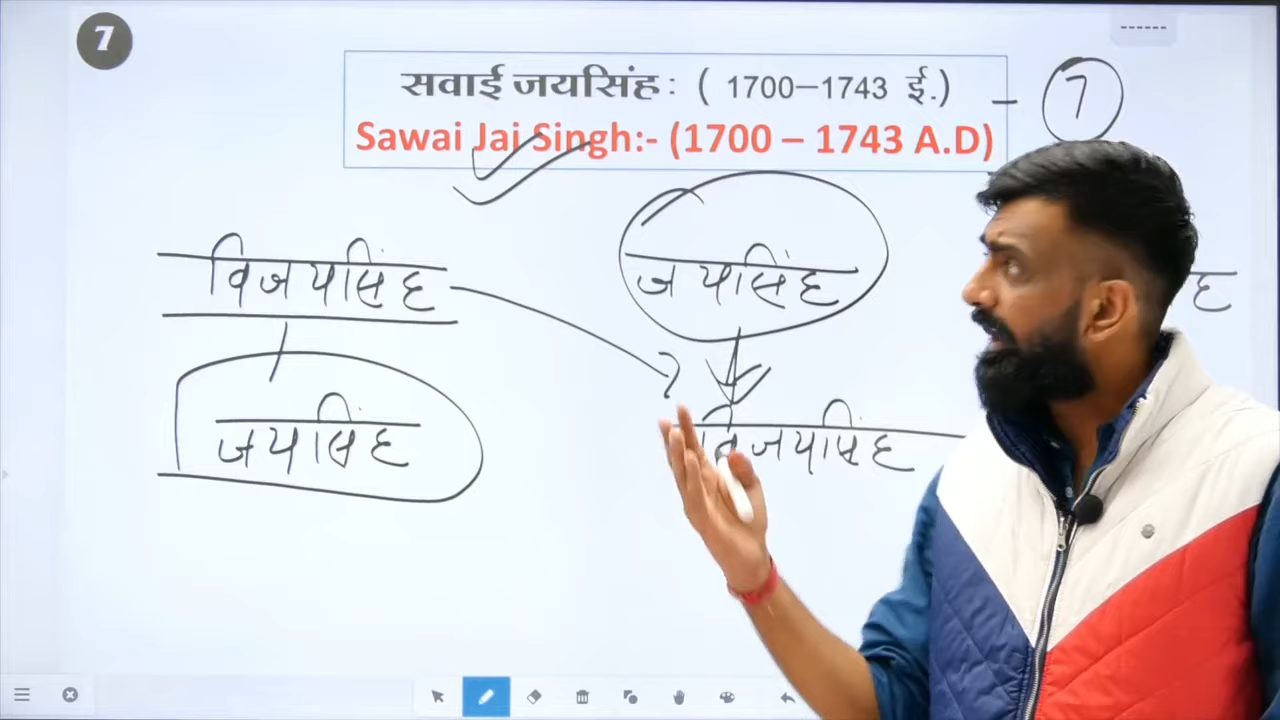 7
------
सवाई जयसिंह: ( 1700–1743 ई.) - 7
Sawai Jai Singh:- (1700 – 1743 A.D)
विजयसिंह
जयसिंह
जयसिंह
विजयसिंह